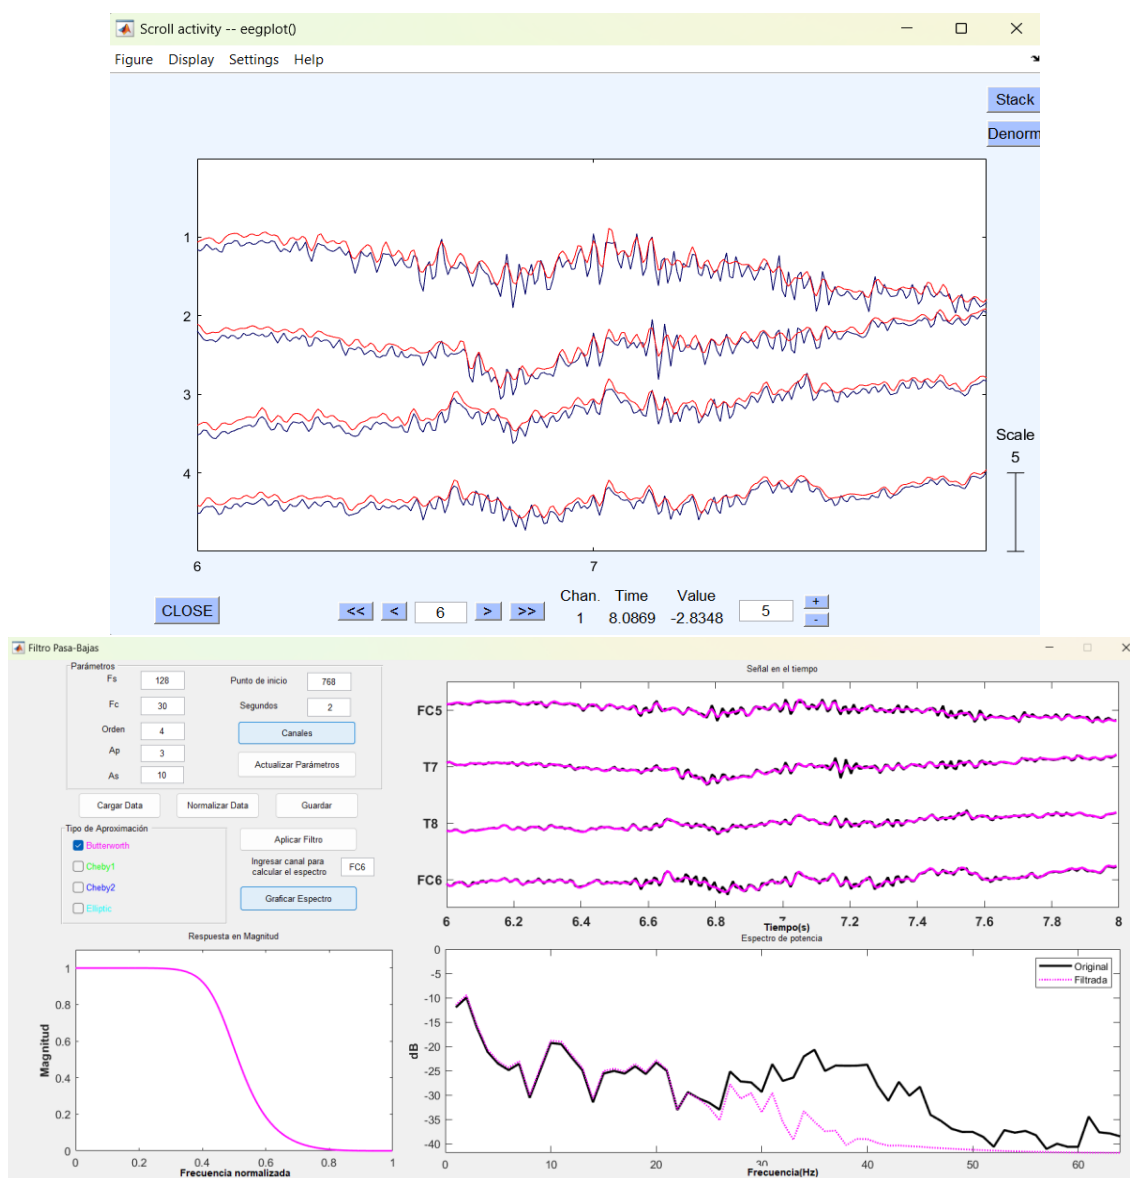 Scroll activity -- eegplot()
Figure Display Settings Help
Stack
Denorm
1
2
3
4
Scale
5
6 7
Chan. Time Value
CLOSE << < 6 > >> 1 8.0869 -2.8348 5 + -
Filtro Pasa-Bajas
Parámetros
Fs 128 Punto de inicio 768
Fc 30 Segundos 2
Orden 4 Canales
Ap 3 Actualizar Parámetros
As 10
Cargar Data Normalizar Data Guardar
Tipo de Aproximación
Butterworth
Cheby1
Cheby2
Elliptic
Aplicar Filtro
Ingresar canal para
calcular el espectro FC6
Graficar Espectro
Señal en el tiempo
FC5
T7
T8
FC6
6 6.2 6.4 6.6 6.8 7 7.2 7.4 7.6 7.8 8
Tiempo(s)
Respuesta en Magnitud
Magnitud
1
0.8
0.6
0.4
0.2
0
0 0.2 0.4 0.6 0.8 1
Frecuencia normalizada
Espectro de potencia
dB
0
-5
-10
-15
-20
-25
-30
-35
-40
Original
Filtrada
0 10 20 30 40 50 60
Frecuencia(Hz)